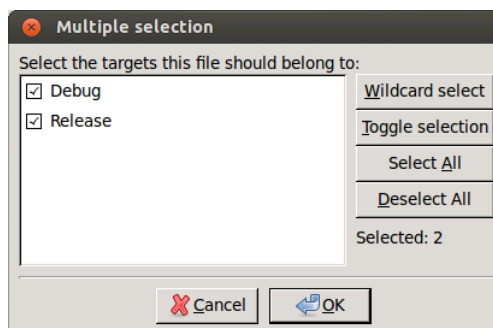 Multiple selection
Select the targets this file should belong to:
Debug
Release
Wildcard select
Toggle selection
Select All
Deselect All
Selected: 2
Cancel
OK